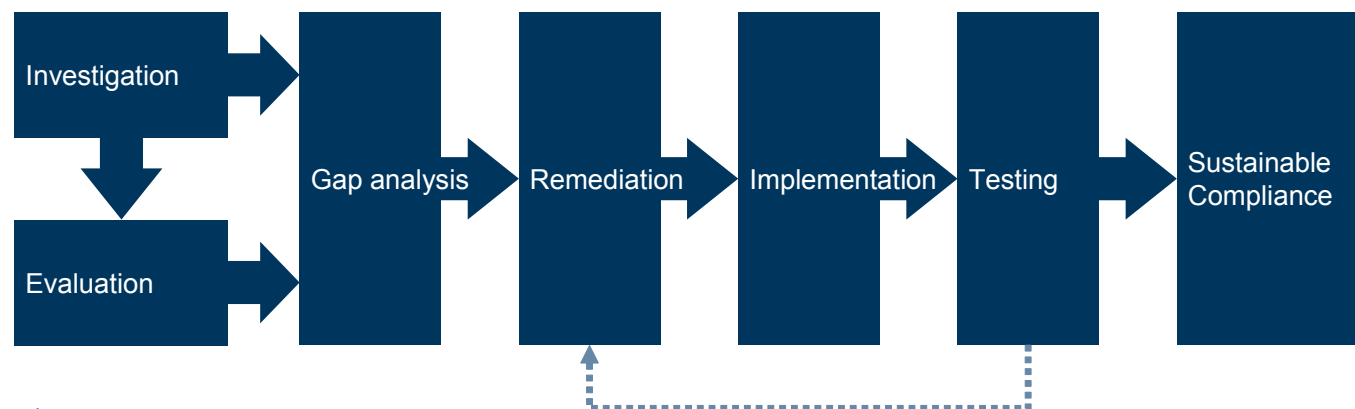 Investigation
Evaluation
Gap analysis
Remediation
Implementation
Testing
Sustainable
Compliance